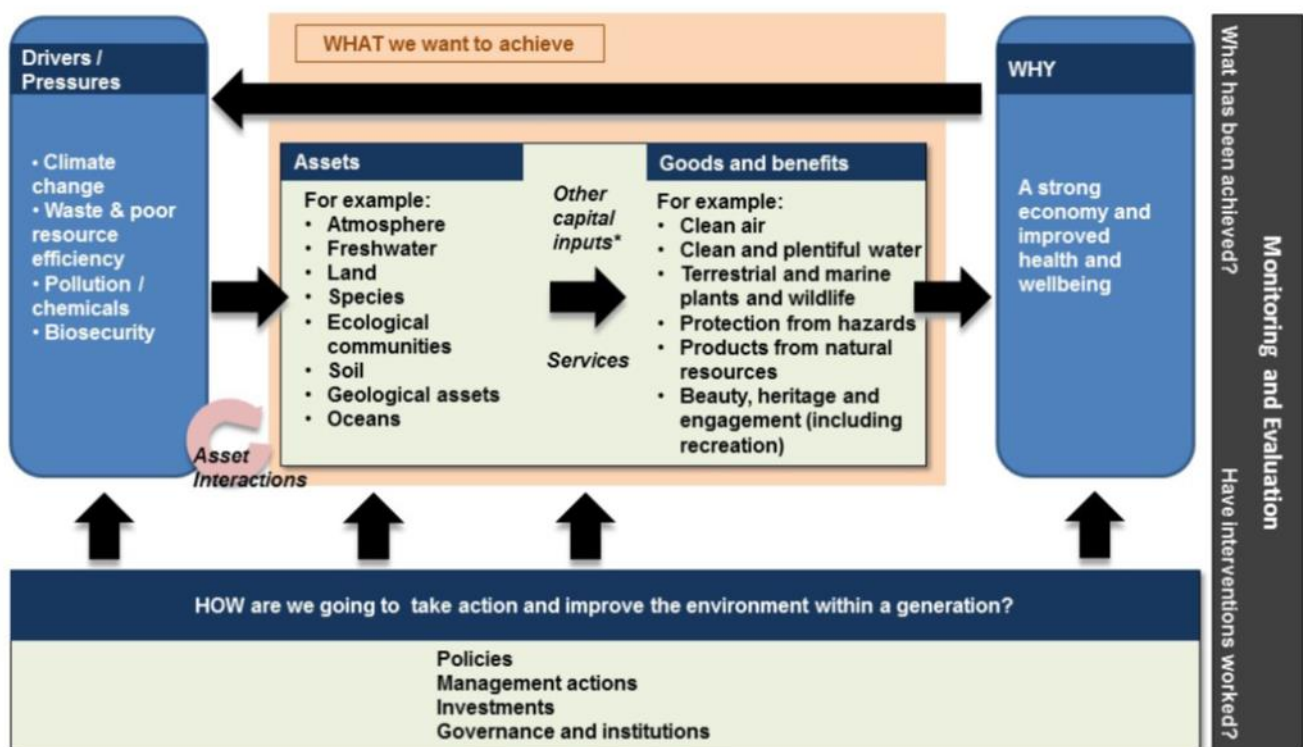 WHAT we want to achieve
Drivers /
Pressures
• Climate
change
• Waste & poor
resource
efficiency
• Pollution /
chemicals
• Biosecurity
Assets
For example:
• Atmosphere
• Freshwater
• Land
• Species
• Ecological
communities
• Soil
• Geological assets
• Oceans
Asset
Interactions
Other
capital
inputs*
Services
Goods and benefits
For example:
• Clean air
• Clean and plentiful water
• Terrestrial and marine
plants and wildlife
• Protection from hazards
• Products from natural
resources
• Beauty, heritage and
engagement (including
recreation)
WHY
A strong
economy and
improved
health and
wellbeing
HOW are we going to take action and improve the environment within a generation?
Policies
Management actions
Investments
Governance and institutions
Monitoring and Evaluation
What has been achieved?
Have interventions worked?